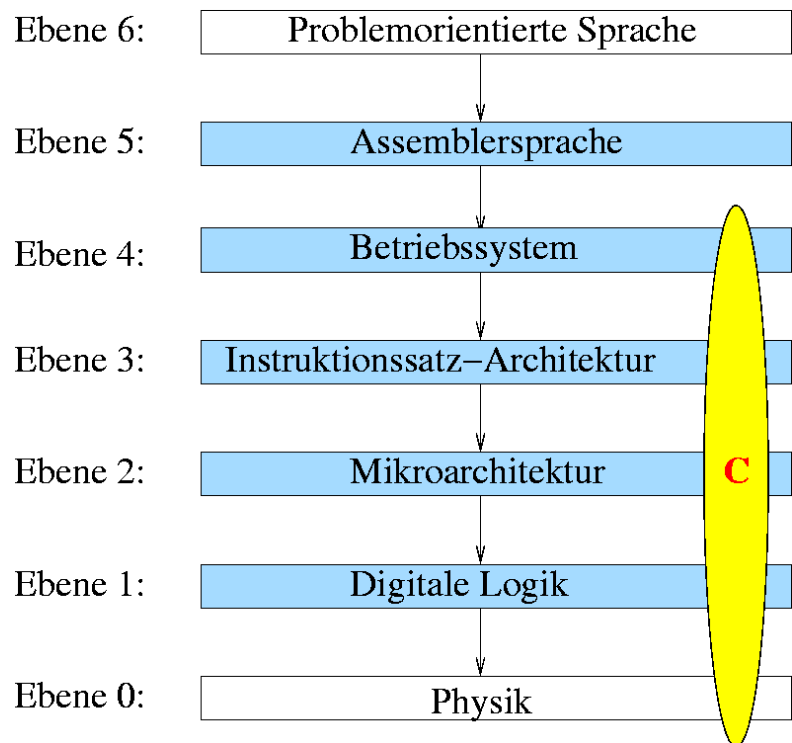 Ebene 6: Problemorientierte Sprache
Ebene 5: Assemblersprache
Ebene 4: Betriebssystem
Ebene 3: Instruktionssatz–Architektur
Ebene 2: Mikroarchitektur C
Ebene 1: Digitale Logik
Ebene 0: Physik